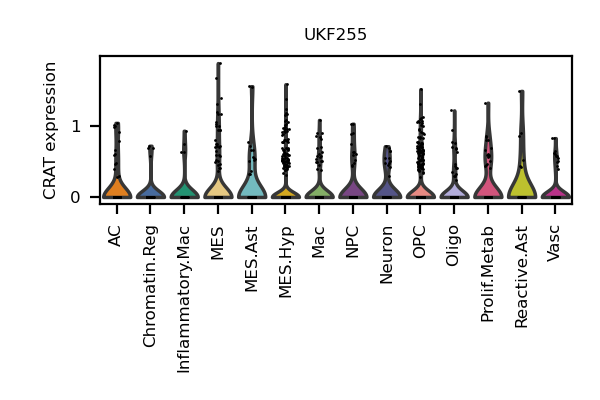 UKF255
CRAT expression
1
0
AC
Chromatin.Reg
Inflammatory.Mac
MES
MES.Ast
MES.Hyp
Mac
NPC
Neuron
OPC
Oligo
Prolif.Metab
Reactive.Ast
Vasc